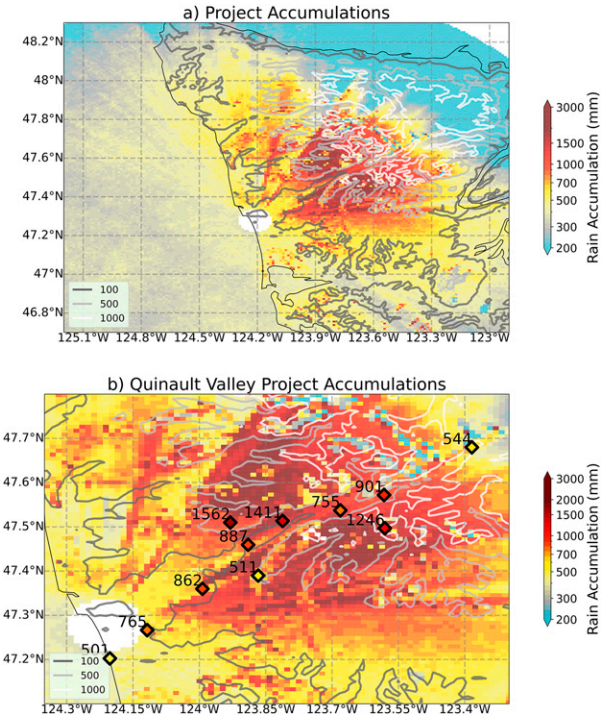 a) Project Accumulations
48.2°N
48°N
47.8°N
47.6°N
47.4°N
47.2°N
47°N
46.8°N
100
500
1000
125.1°W 124.8°W 124.5°W 124.2°W 123.9°W 123.6°W 123.3°W 123°W
3000
1500
1000
700
500
300
200
Rain Accumulation (mm)
b) Quinault Valley Project Accumulations
47.7°N
47.6°N
47.5°N
47.4°N
47.3°N
47.2°N
544
901
755
1246
1562
1411
887
511
862
765
501
100
500
1000
124.3°W 124.15°W 124°W 123.85°W 123.7°W 123.55°W 123.4°W
3000
2000
1500
1000
700
500
300
200
Rain Accumulation (mm)